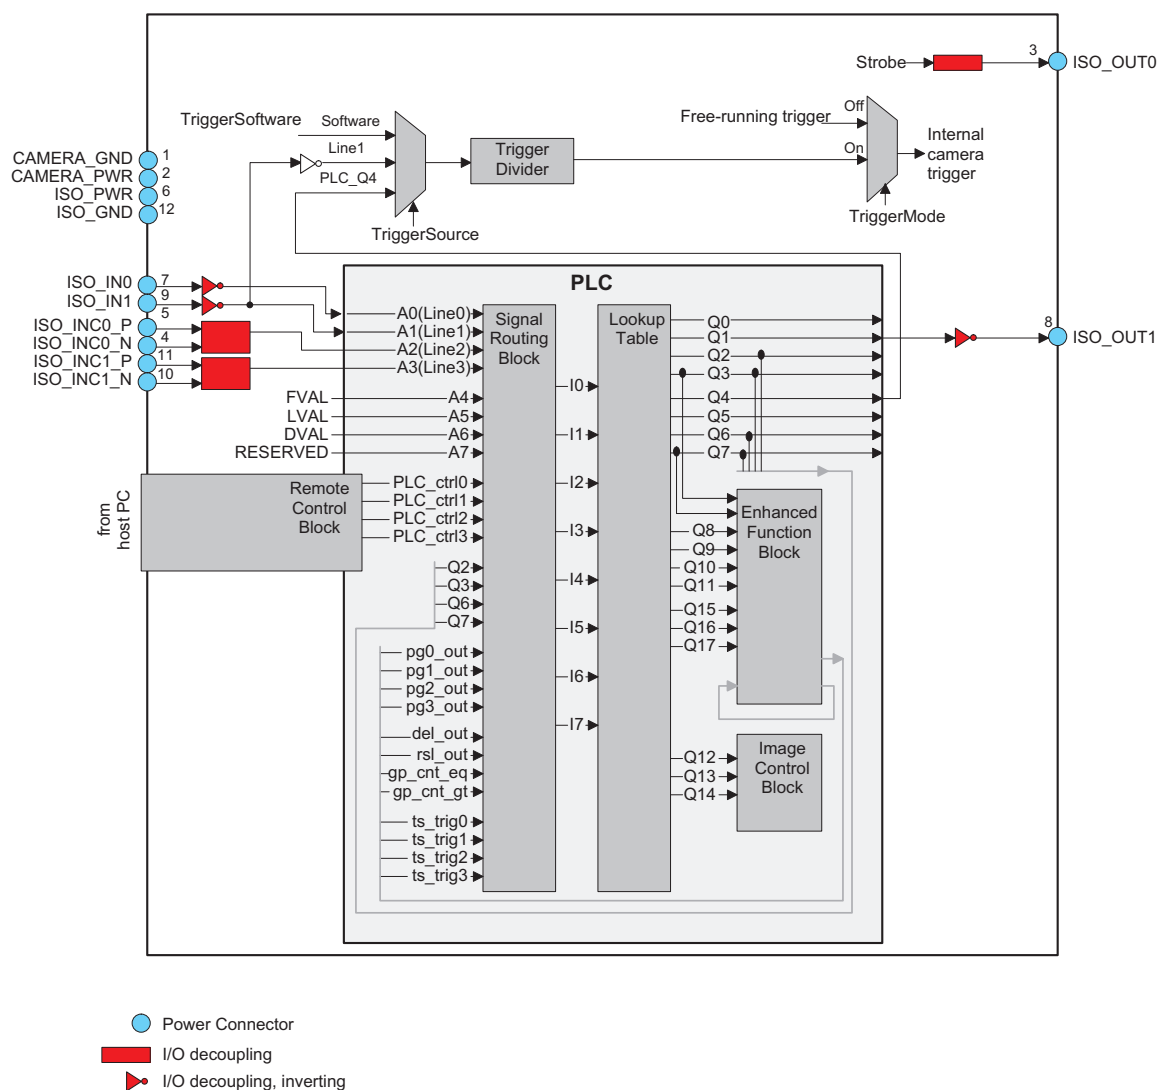 3
Strobe
ISO_OUT0
Off
TriggerSoftware
Software
Free-running trigger
Line1
Trigger
Divider
On
Internal
camera
trigger
PLC_Q4
TriggerSource
TriggerMode
CAMERA_GND
1
CAMERA_PWR
2
ISO_PWR
6
ISO_GND
12
ISO_IN0
7
ISO_IN1
9
ISO_INC0_P
5
ISO_INC0_N
4
ISO_INC1_P
11
ISO_INC1_N
10
PLC
A0(Line0)
A1(Line1)
A2(Line2)
A3(Line3)
FVAL
A4
LVAL
A5
DVAL
A6
RESERVED
A7
from
host PC
Remote
Control
Block
PLC_ctrl0
PLC_ctrl1
PLC_ctrl2
PLC_ctrl3
Q2
Q3
Q6
Q7
pg0_out
pg1_out
pg2_out
pg3_out
del_out
rsl_out
gp_cnt_eq
gp_cnt_gt
ts_trig0
ts_trig1
ts_trig2
ts_trig3
Signal
Routing
Block
I0
I1
I2
I3
I4
I5
I6
I7
Lookup
Table
Q0
Q1
Q2
Q3
Q4
Q5
Q6
Q7
8
ISO_OUT1
Q8
Q9
Q10
Q11
Q15
Q16
Q17
Enhanced
Function
Block
Q12
Q13
Q14
Image
Control
Block
Power Connector
I/O decoupling
I/O decoupling, inverting